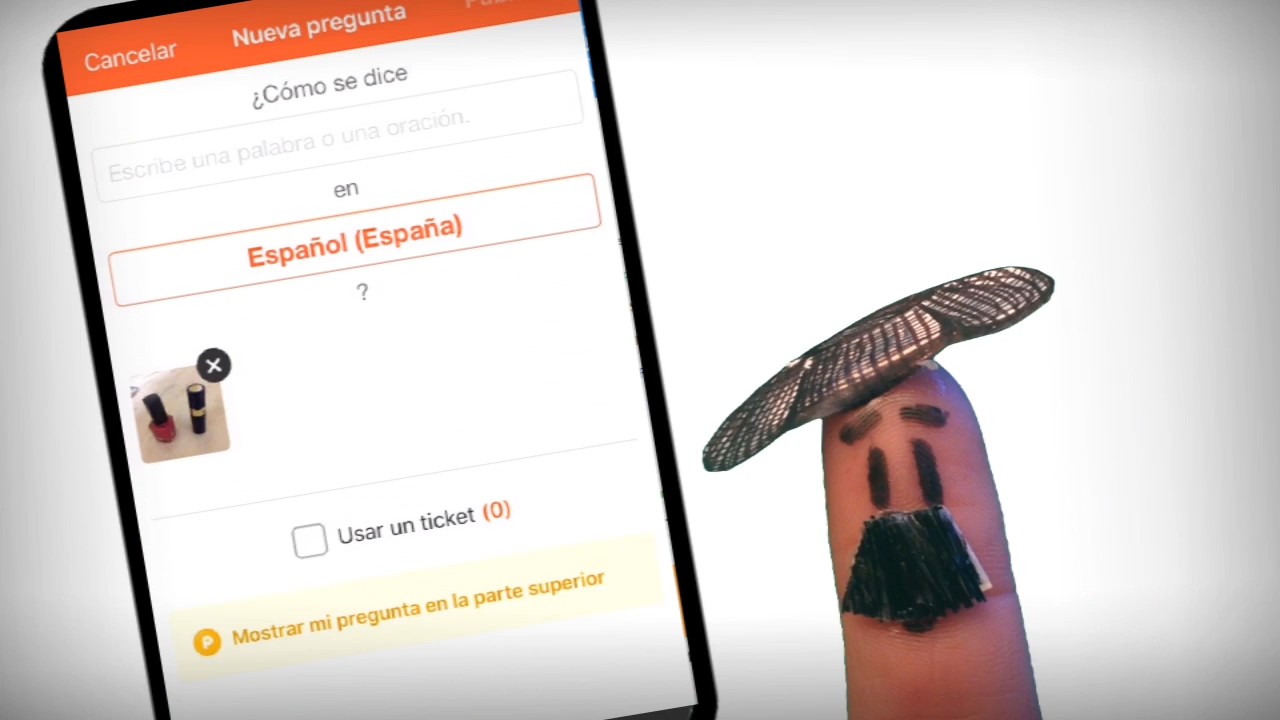 Cancelar
Nueva pregunta
¿Cómo se dice
Escribe una palabra o una oración.
en
Español (España)
?
Usar un ticket (0)
P Mostrar mi pregunta en la parte superior